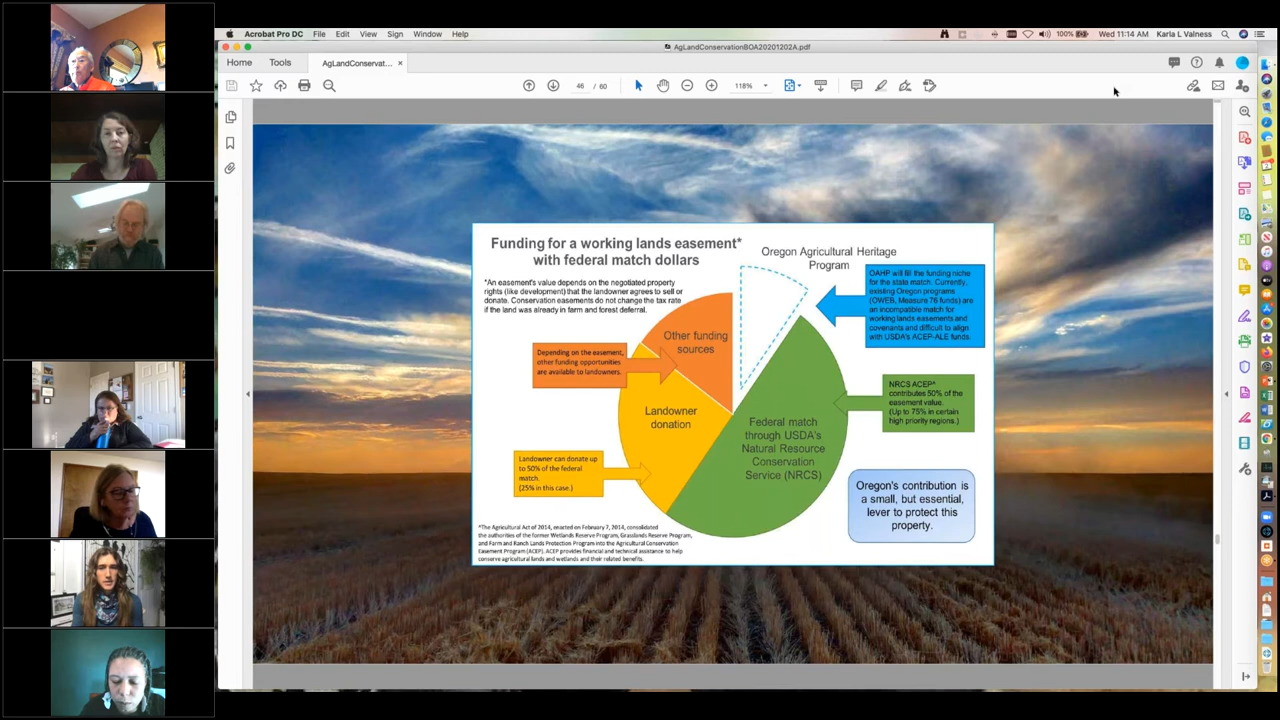 Acrobat Pro DC File Edit View Sign Window Help
100% Wed 11:14 AM Karla L Valness
AgLandConservationBOA20201202A.pdf
Home Tools AgLandConservat... ×
46 / 60 118%
Funding for a working lands easement*
with federal match dollars
*An easement's value depends on the negotiated property
rights (like development) that the landowner agrees to sell or
donate. Conservation easements do not change the tax rate
if the land was already in farm and forest deferral.
Oregon Agricultural Heritage
Program
OAHP will fill the funding niche
for the state match. Currently,
existing Oregon programs
(OWEB, Measure 76 funds) are
an incompatible match for
working lands easements and
covenants and difficult to align
with USDA's ACEP-ALE funds.
Other funding
sources
Depending on the easement,
other funding opportunities
are available to landowners.
NRCS ACEP^
contributes 50% of the
easement value.
(Up to 75% in certain
high priority regions.)
Landowner
donation
Federal match
through USDA's
Natural Resource
Conservation
Service (NRCS)
Landowner can donate up
to 50% of the federal
match.
(25% in this case.)
Oregon's contribution is
a small, but essential,
lever to protect this
property.
^The Agricultural Act of 2014, enacted on February 7, 2014, consolidated
the authorities of the former Wetlands Reserve Program, Grasslands Reserve Program,
and Farm and Ranch Lands Protection Program into the Agricultural Conservation
Easement Program (ACEP). ACEP provides financial and technical assistance to help
conserve agricultural lands and wetlands and their related benefits.